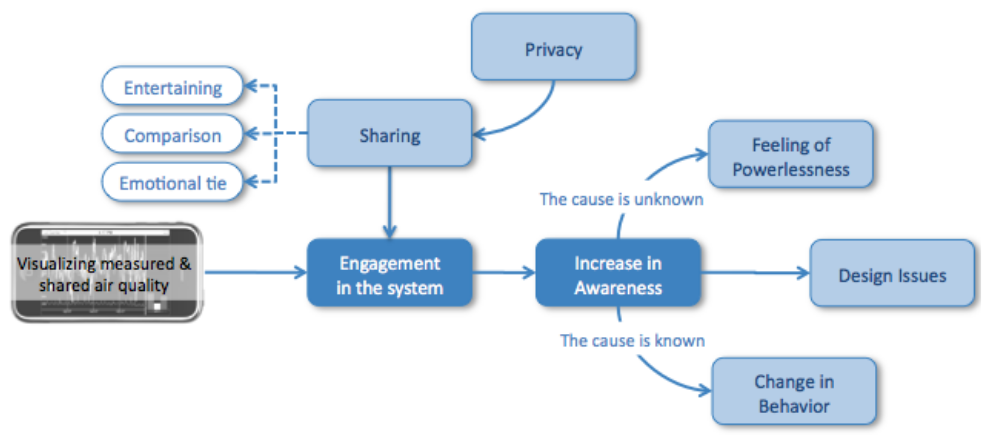 Privacy
Entertaining
Comparison
Emotional tie
Sharing
Feeling of
Powerlessness
The cause is unknown
Visualizing measured &
shared air quality
Engagement
in the system
Increase in
Awareness
Design Issues
The cause is known
Change in
Behavior